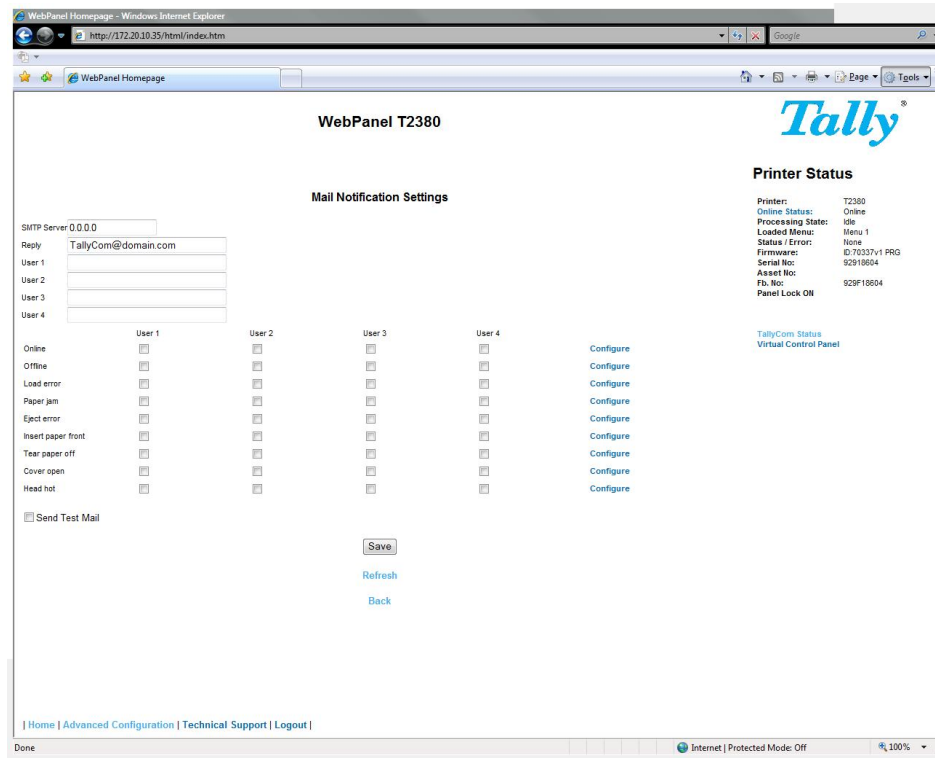 WebPanel Homepage - Windows Internet Explorer
http://172.20.10.35/html/index.htm
Google
WebPanel Homepage
Page
Tools
WebPanel T2380
Tally®
Mail Notification Settings
SMTP Server 0.0.0.0
Reply TallyCom@domain.com
User 1
User 2
User 3
User 4
User 1 User 2 User 3 User 4
Online Configure
Offline Configure
Load error Configure
Paper jam Configure
Eject error Configure
Insert paper front Configure
Tear paper off Configure
Cover open Configure
Head hot Configure
Send Test Mail
Save
Refresh
Back
Printer Status
Printer: T2380
Online Status: Online
Processing State: Idle
Loaded Menu: Menu 1
Status / Error: None
Firmware: ID:70337v1 PRG
Serial No: 92918604
Asset No:
Fb. No: 929F18604
Panel Lock ON
TallyCom Status
Virtual Control Panel
| Home | Advanced Configuration | Technical Support | Logout |
Done
Internet | Protected Mode: Off
100%